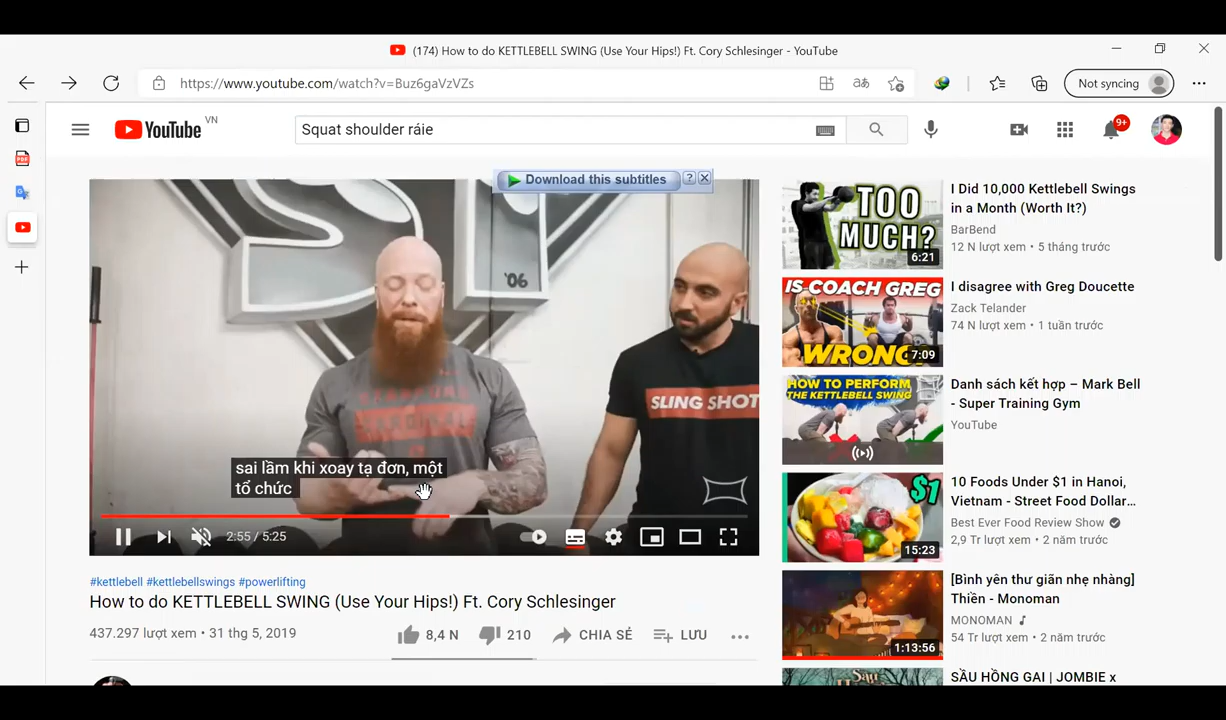 (174) How to do KETTLEBELL SWING (Use Your Hips!) Ft. Cory Schlesinger - YouTube
https://www.youtube.com/watch?v=Buz6gaVzVZs
aあ
Not syncing
YouTube VN
Squat shoulder ráie
9+
PDF
Download this subtitles
?
'06
SLING SHOT
sai lầm khi xoay tạ đơn, một
tổ chức
2:55 / 5:25
#kettlebell #kettlebellswings #powerlifting
How to do KETTLEBELL SWING (Use Your Hips!) Ft. Cory Schlesinger
437.297 lượt xem • 31 thg 5, 2019
8,4 N
210
CHIA SẺ
LƯU
TOO
MUCH?
6:21
I Did 10,000 Kettlebell Swings
in a Month (Worth It?)
BarBend
12 N lượt xem • 5 tháng trước
IS COACH GREG
WRONG
7:09
I disagree with Greg Doucette
Zack Telander
74 N lượt xem • 1 tuần trước
HOW TO PERFORM
THE KETTLEBELL SWING
Danh sách kết hợp – Mark Bell
- Super Training Gym
YouTube
$1
15:23
10 Foods Under $1 in Hanoi,
Vietnam - Street Food Dollar...
Best Ever Food Review Show
2,9 Tr lượt xem • 2 năm trước
1:13:56
[Bình yên thư giãn nhẹ nhàng]
Thiền - Monoman
MONOMAN
54 Tr lượt xem • 2 năm trước
SẦU HỒNG GAI | JOMBIE x